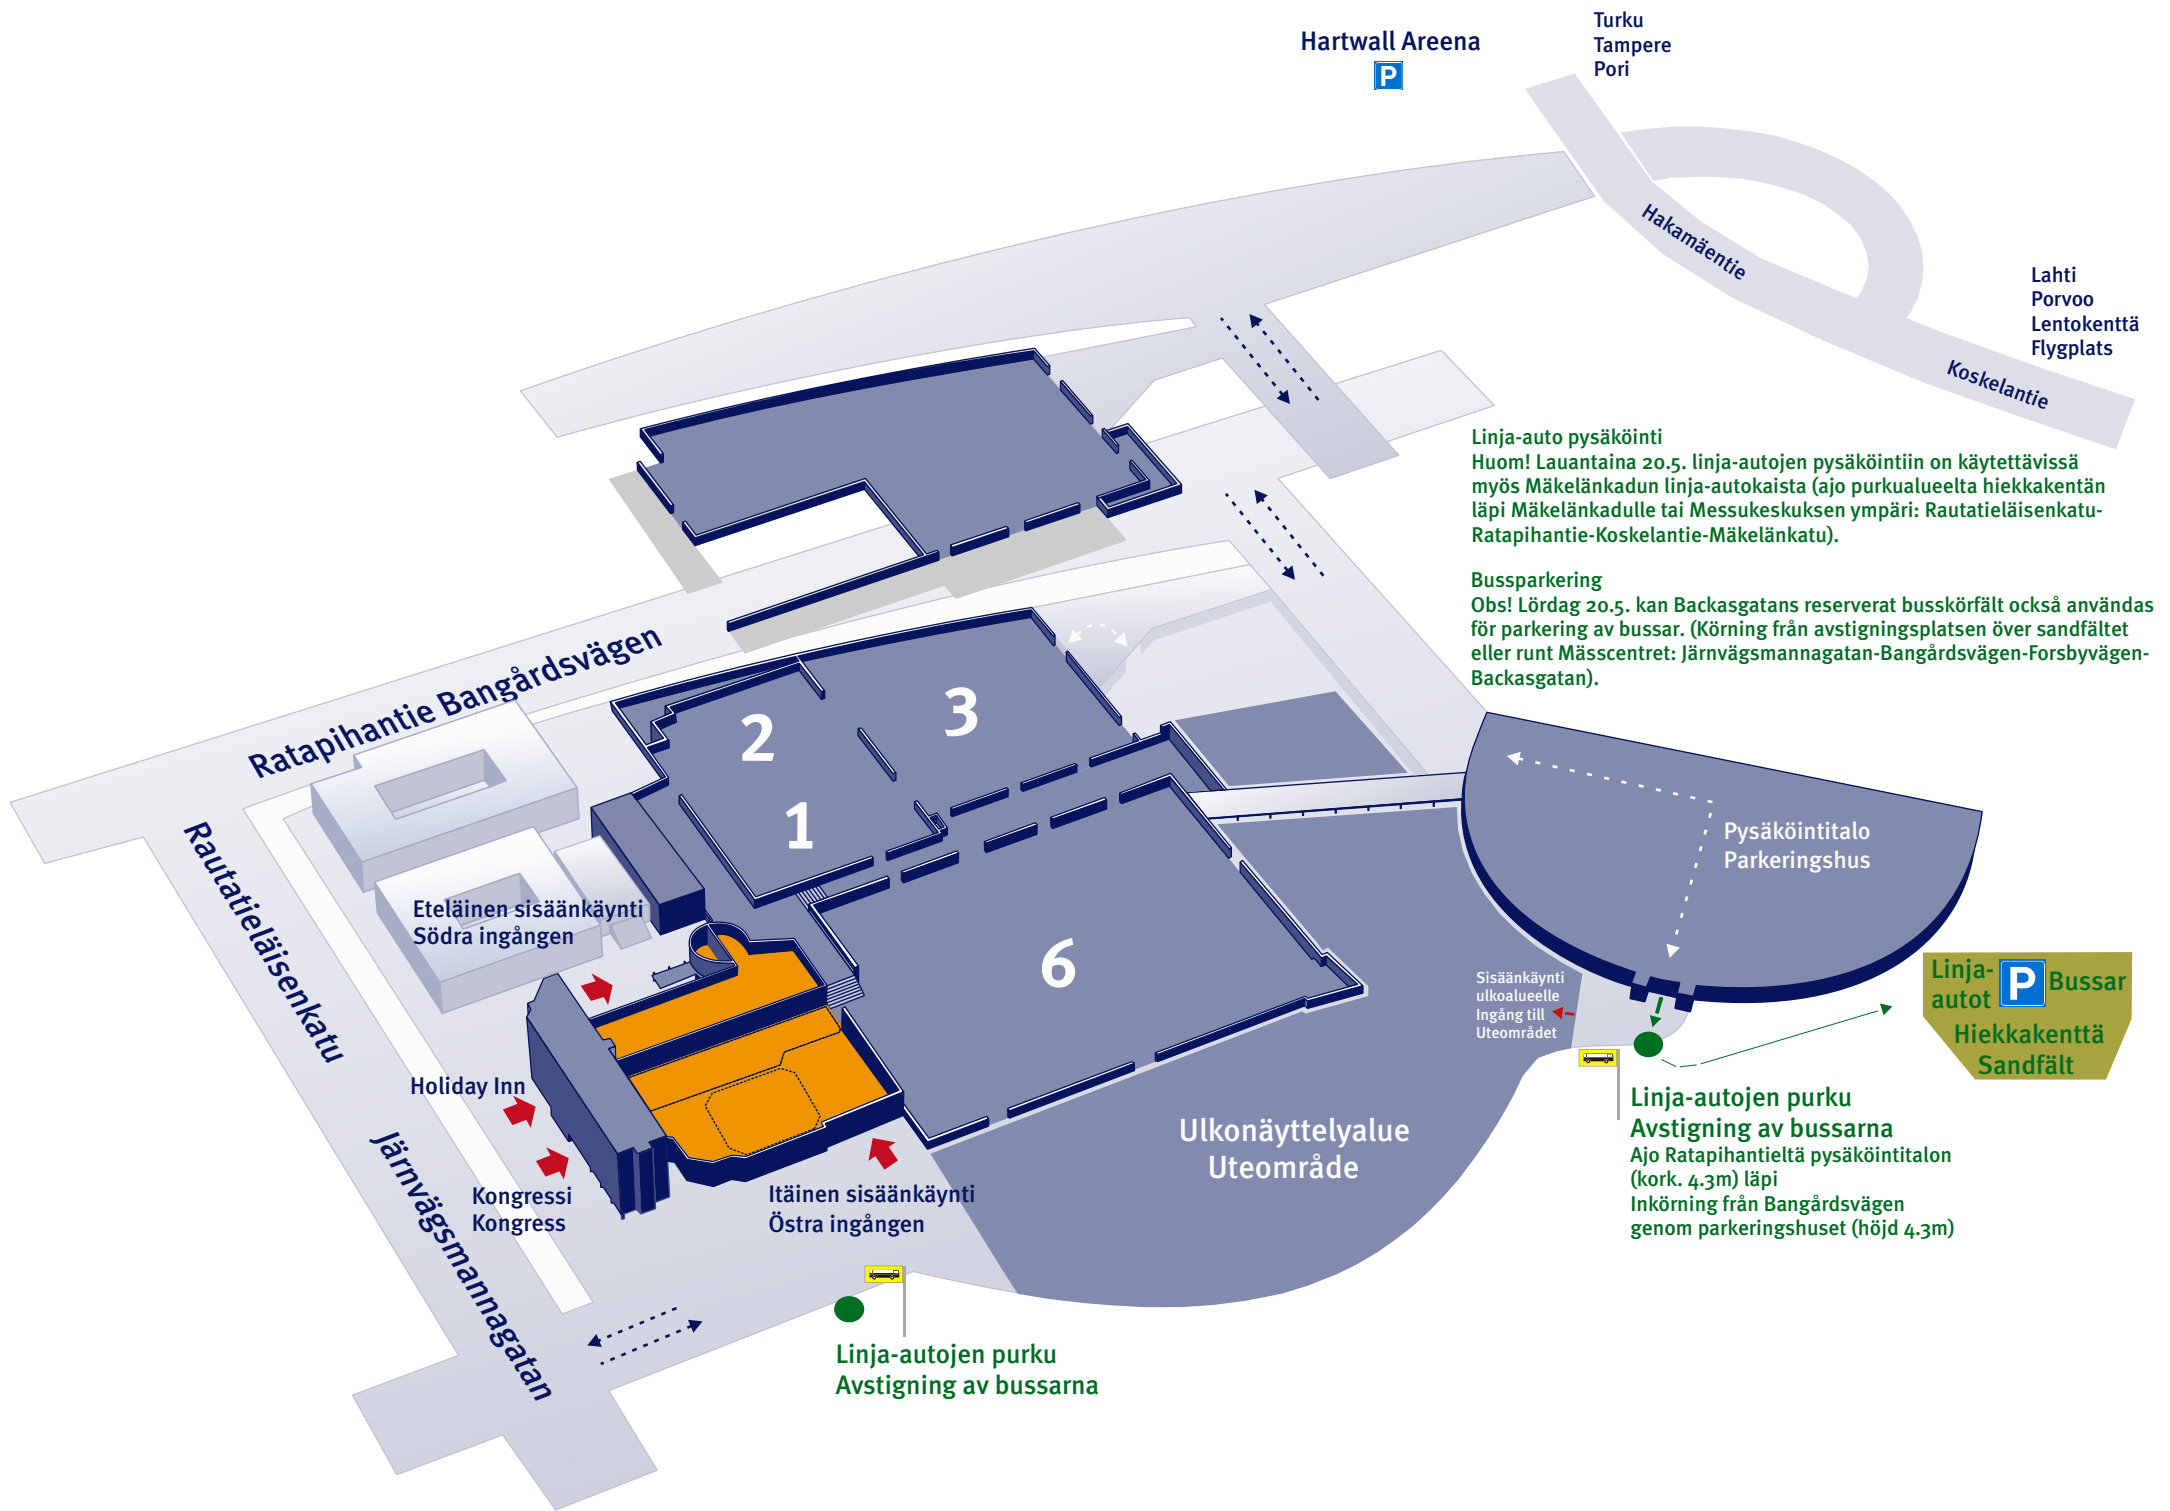 Hartwall Areena
P
Turku
Tampere
Pori
Hakamäentie
Lahti
Porvoo
Lentokenttä
Flygplats
Koskelantie
Linja-auto pysäköinti
Huom! Lauantaina 20.5. linja-autojen pysäköintiin on käytettävissä
myös Mäkelänkadun linja-autokaista (ajo purkualueelta hiekkakentän
läpi Mäkelänkadulle tai Messukeskuksen ympäri: Rautatieläisenkatu-
Ratapihantie-Koskelantie-Mäkelänkatu).
Bussparkering
Obs! Lördag 20.5. kan Backasgatans reserverat busskörfält också användas
för parkering av bussar. (Körning från avstigningsplatsen över sandfältet
eller runt Mässcentret: Järnvägsmannagatan-Bangårdsvägen-Forsbyvägen-
Backasgatan).
Ratapihantie Bangårdsvägen
2
3
1
6
Pysäköintitalo
Parkeringshus
Rautatieläisenkatu
Järnvägsmannagatan
Eteläinen sisäänkäynti
Södra ingången
Holiday Inn
Kongressi
Kongress
Itäinen sisäänkäynti
Östra ingången
Ulkonäyttelyalue
Uteområde
Sisäänkäynti
ulkoalueelle
Ingång till
Uteområdet
Linja-
autot
P
Bussar
Hiekkakenttä
Sandfält
Linja-autojen purku
Avstigning av bussarna
Ajo Ratapihantieltä pysäköintitalon
(kork. 4.3m) läpi
Inkörning från Bangårdsvägen
genom parkeringshuset (höjd 4.3m)
Linja-autojen purku
Avstigning av bussarna